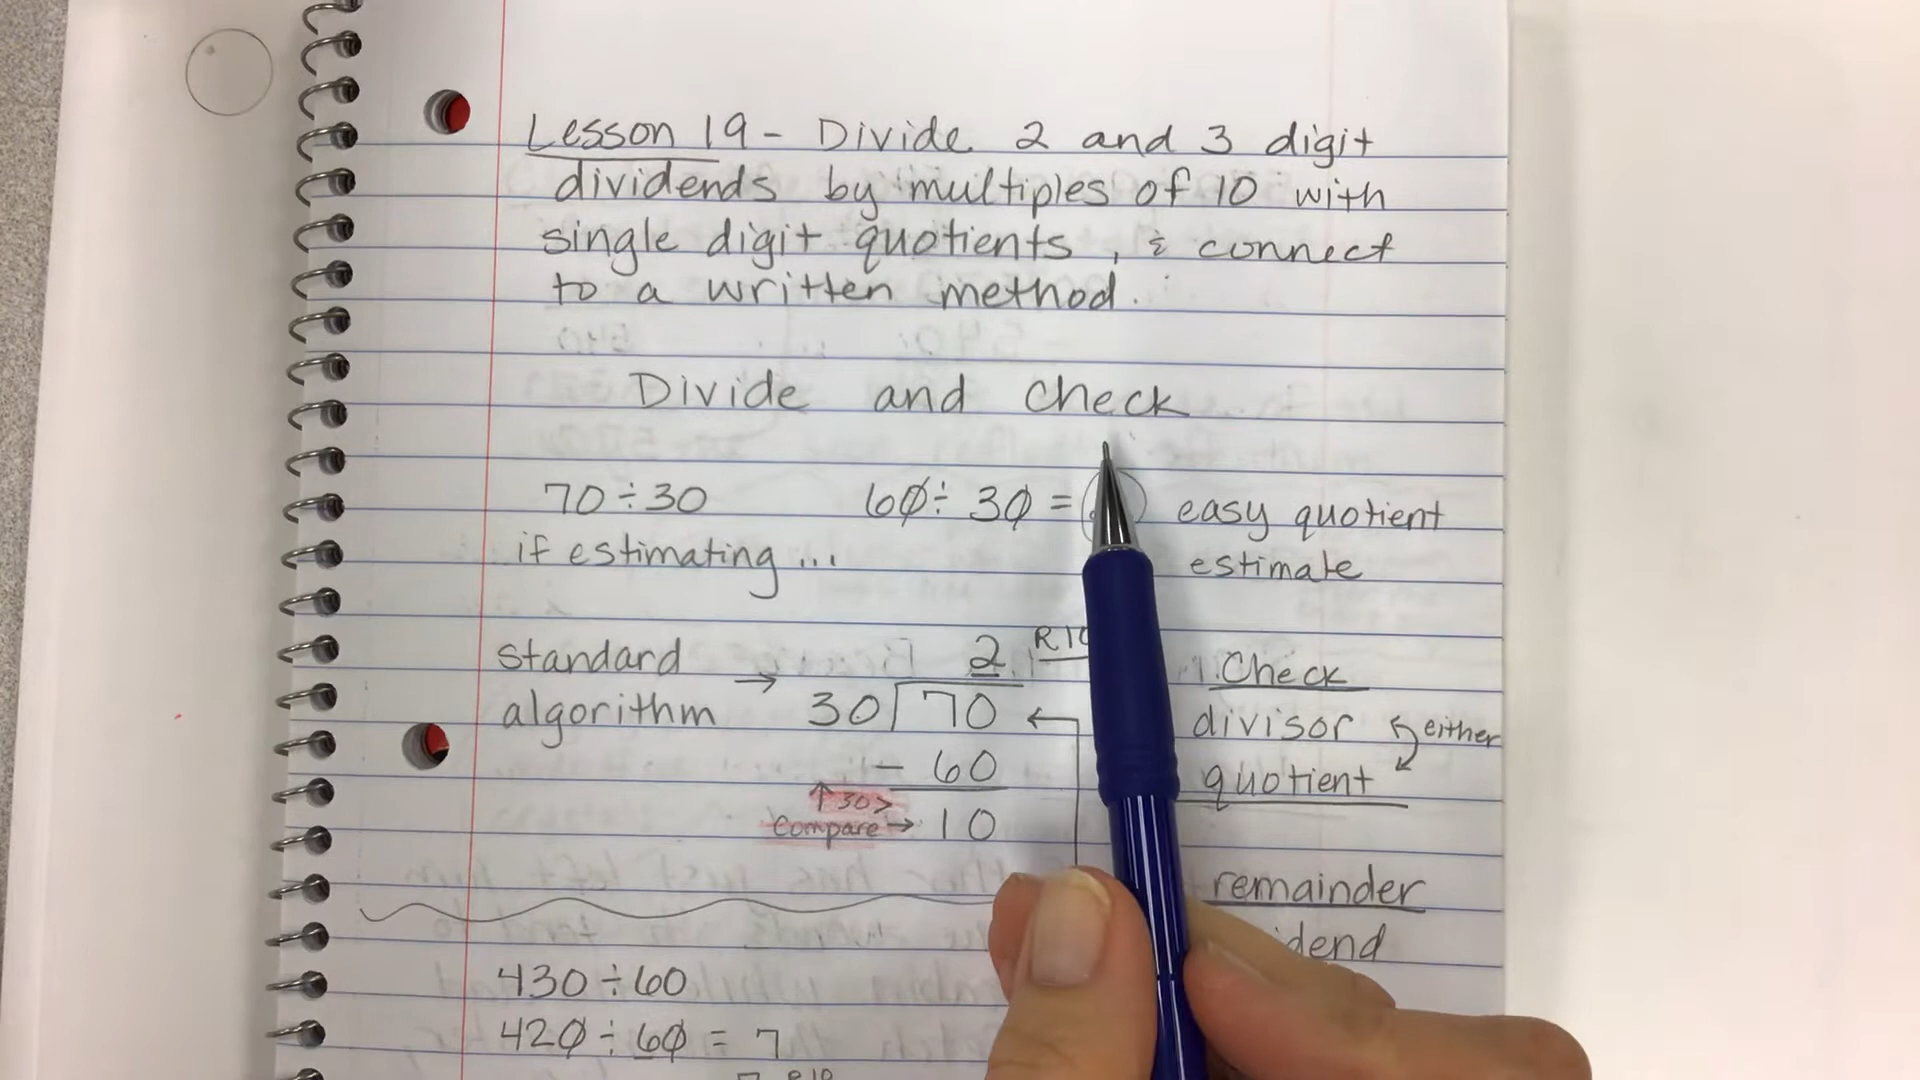 Lesson 19 - Divide 2 and 3 digit
dividends by multiples of 10 with
single digit quotients, & connect
to a written method.
Divide and check
70 ÷ 30
60 ÷ 30 =
easy quotient
estimate
if estimating ...
standard
algorithm →
2
30 70 ←
- 60
↑ 30 >
Compare → 10
Check
divisor
quotient
either
remainder
430 ÷ 60
420 ÷ 60 = 7